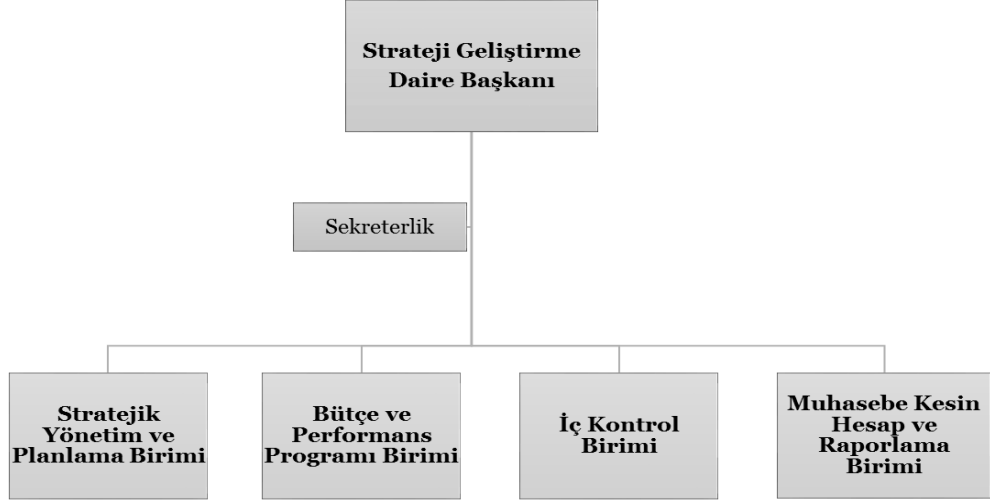 Strateji Geliştirme
Daire Başkanı
Sekreterlik
Stratejik
Yönetim ve
Planlama Birimi
Bütçe ve
Performans
Programı Birimi
İç Kontrol
Birimi
Muhasebe Kesin
Hesap ve
Raporlama
Birimi